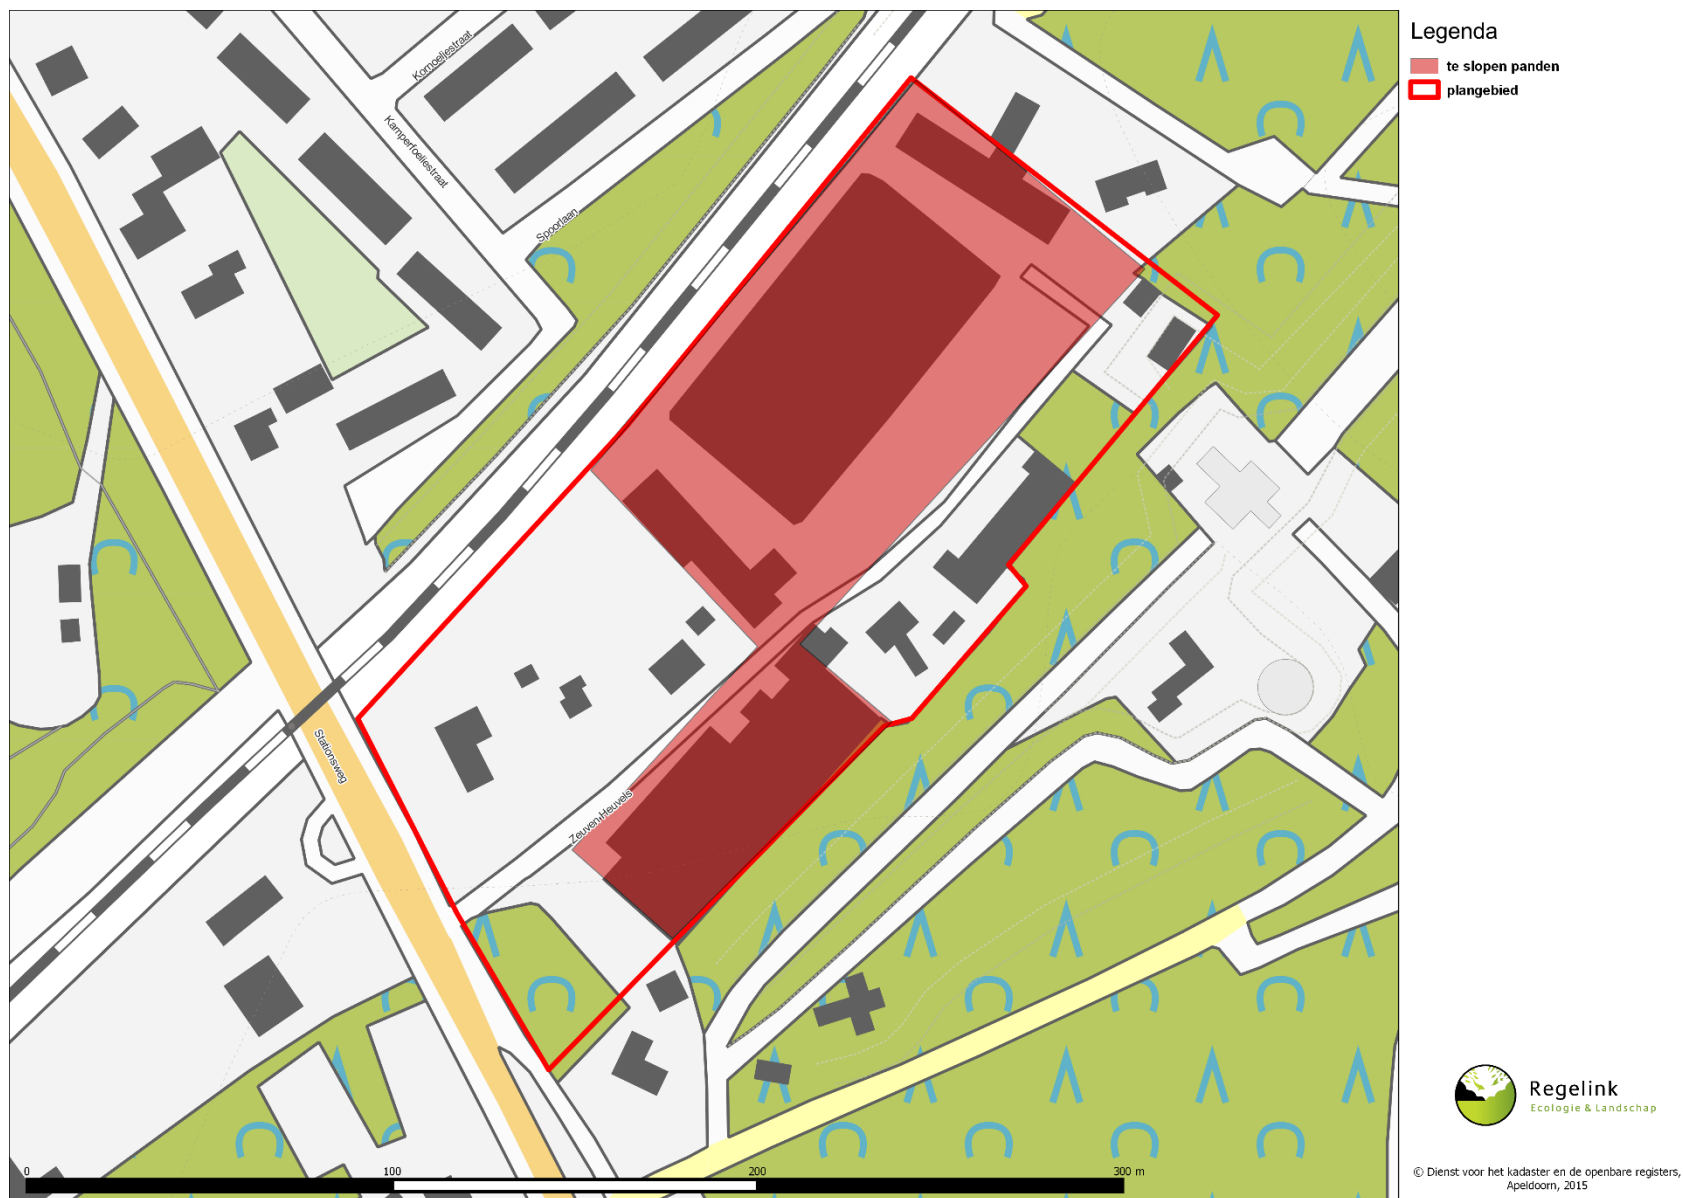 Legenda
te slopen panden
plangebied
Kornoeliestraat
Kamperfoeliestraat
Spoorlaan
Stationsweg
Zeuven Heuvels
Regelink
Ecologie & Landschap
0 100 200 300 m
© Dienst voor het kadaster en de openbare registers,
Apeldoorn, 2015